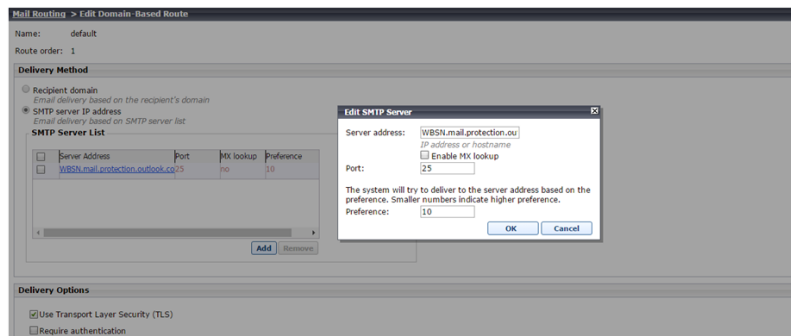 Mail Routing > Edit Domain-Based Route
Name: default
Route order: 1
Delivery Method
Recipient domain
Email delivery based on the recipient's domain
SMTP server IP address
Email delivery based on SMTP server list
SMTP Server List
Server Address Port MX lookup Preference
WBSN.mail.protection.outlook.co 25 no 10
Add Remove
Edit SMTP Server
Server address: WBSN.mail.protection.ou
IP address or hostname
Enable MX lookup
Port: 25
The system will try to deliver to the server address based on the
preference. Smaller numbers indicate higher preference.
Preference: 10
OK Cancel
Delivery Options
Use Transport Layer Security (TLS)
Require authentication